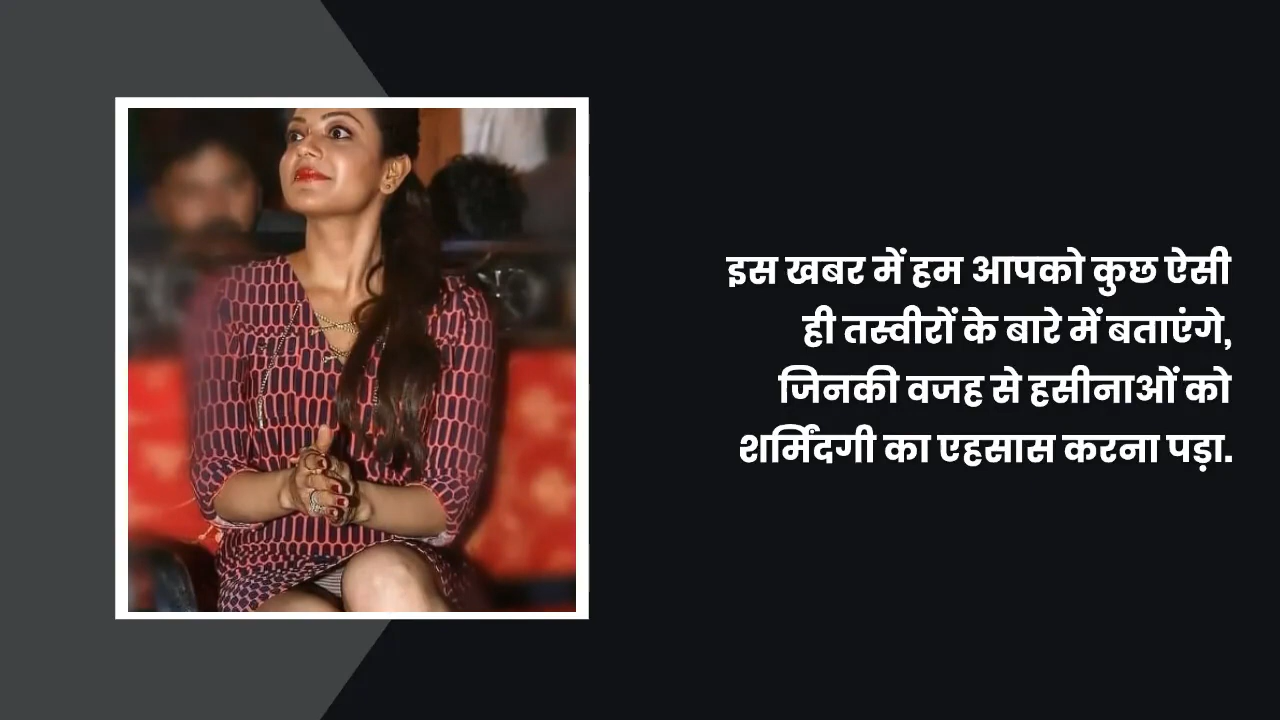 इस खबर में हम आपको कुछ ऐसी
ही तस्वीरों के बारे में बताएंगे,
जिनकी वजह से हसीनाओं को
शर्मिंदगी का एहसास करना पड़ा.